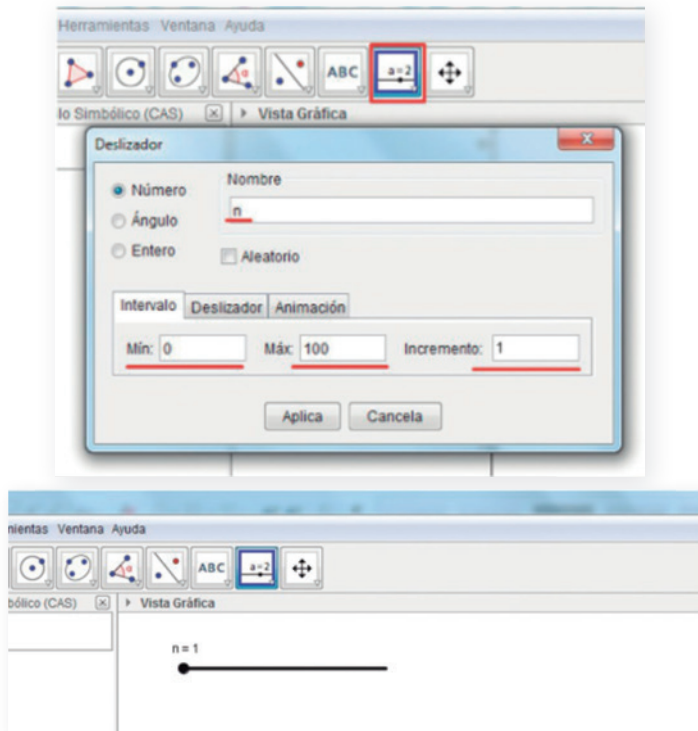 Herramientas Ventana Ayuda
ABC a=2
lo Simbólico (CAS) Vista Gráfica
Deslizador
Número
Nombre
n
Ángulo
Entero
Aleatorio
Intervalo Deslizador Animación
Mín: 0 Máx: 100 Incremento: 1
Aplica Cancela
mientas Ventana Ayuda
ABC a=2
bólico (CAS) Vista Gráfica
n = 1